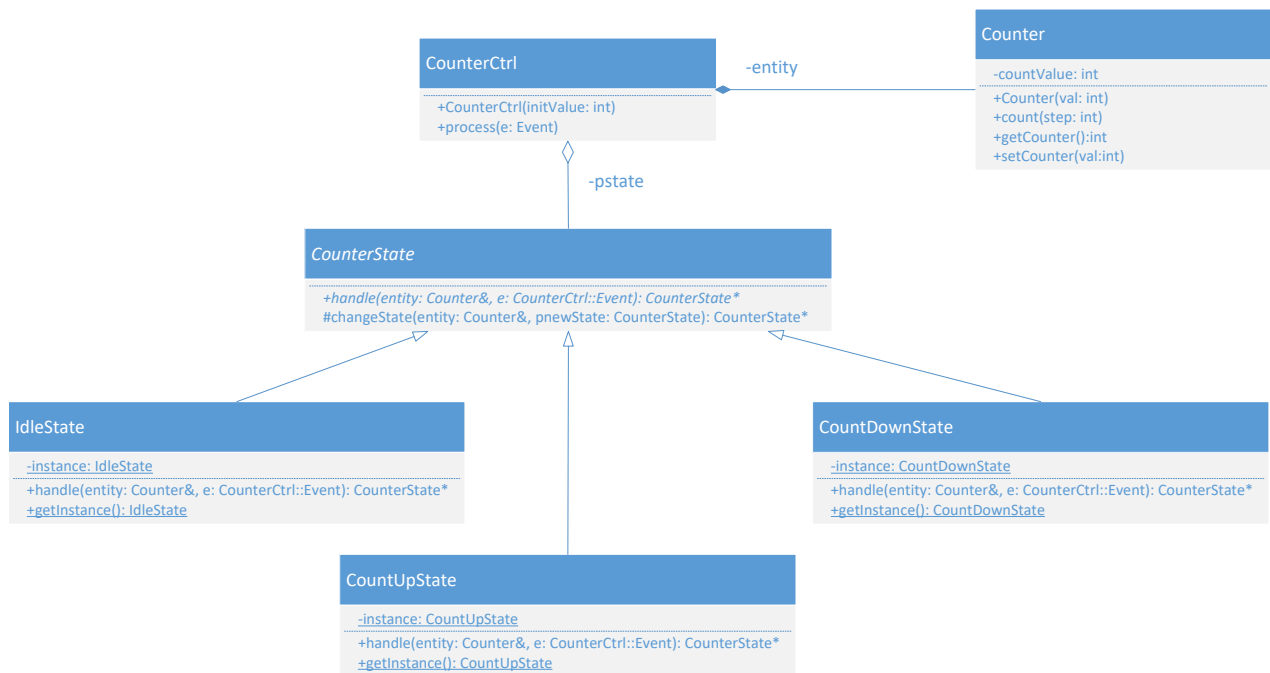 CounterCtrl
+CounterCtrl(initValue: int)
+process(e: Event)
-entity
Counter
-countValue: int
+Counter(val: int)
+count(step: int)
+getCounter():int
+setCounter(val:int)
-pstate
CounterState
+handle(entity: Counter&, e: CounterCtrl::Event): CounterState*
#changeState(entity: Counter&, pnewState: CounterState): CounterState*
IdleState
-instance: IdleState
+handle(entity: Counter&, e: CounterCtrl::Event): CounterState*
+getInstance(): IdleState
CountDownState
-instance: CountDownState
+handle(entity: Counter&, e: CounterCtrl::Event): CounterState*
+getInstance(): CountDownState
CountUpState
-instance: CountUpState
+handle(entity: Counter&, e: CounterCtrl::Event): CounterState*
+getInstance(): CountUpState